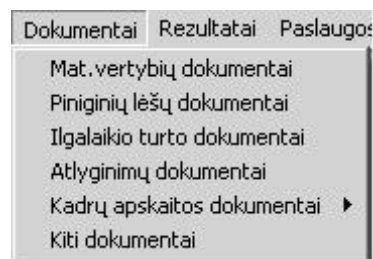 Dokumentai Rezultatai Paslaugos
Mat.vertybių dokumentai
Piniginių lėšų dokumentai
Ilgalaikio turto dokumentai
Atlyginimų dokumentai
Kadrų apskaitos dokumentai
Kiti dokumentai